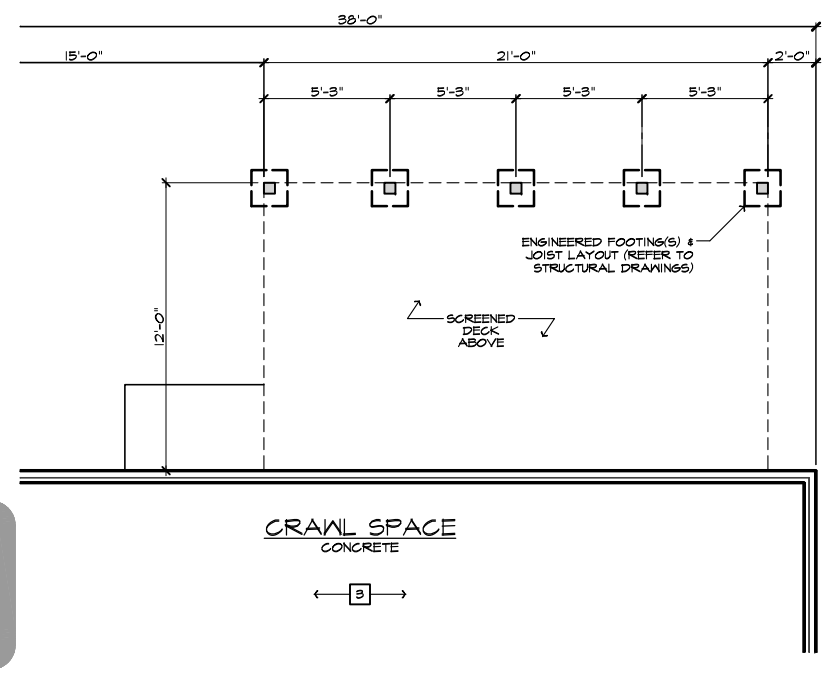 38'-0"
15'-0"
21'-0"
2'-0"
5'-3"
5'-3"
5'-3"
5'-3"
ENGINEERED FOOTING(S) &
JOIST LAYOUT (REFER TO
STRUCTURAL DRAWINGS)
12'-0"
SCREENED
DECK
ABOVE
CRAWL SPACE
CONCRETE
3